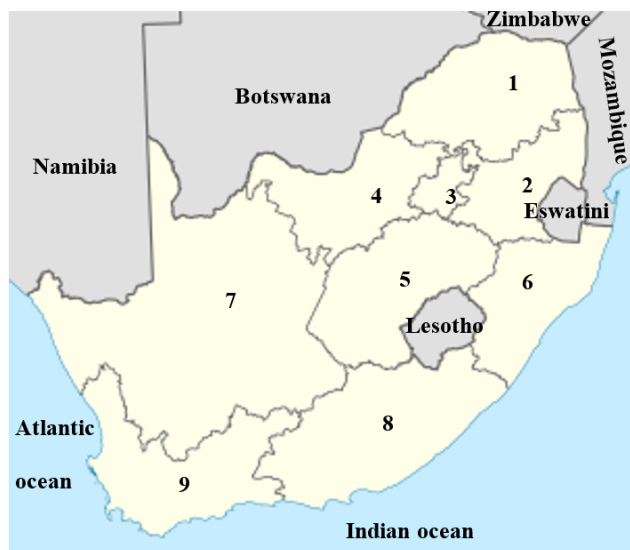 Zimbabwe
Mozambique
1
Botswana
Namibia
2
3
4
Eswatini
5
6
7
Lesotho
8
Atlantic
ocean
9
Indian ocean